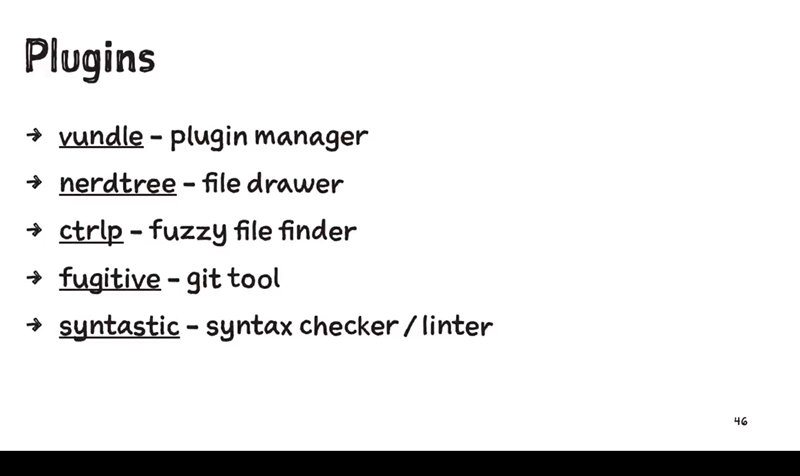 Plugins
→ vundle – plugin manager
→ nerdtree – file drawer
→ ctrlp – fuzzy file finder
→ fugitive – git tool
→ syntastic – syntax checker / linter
46